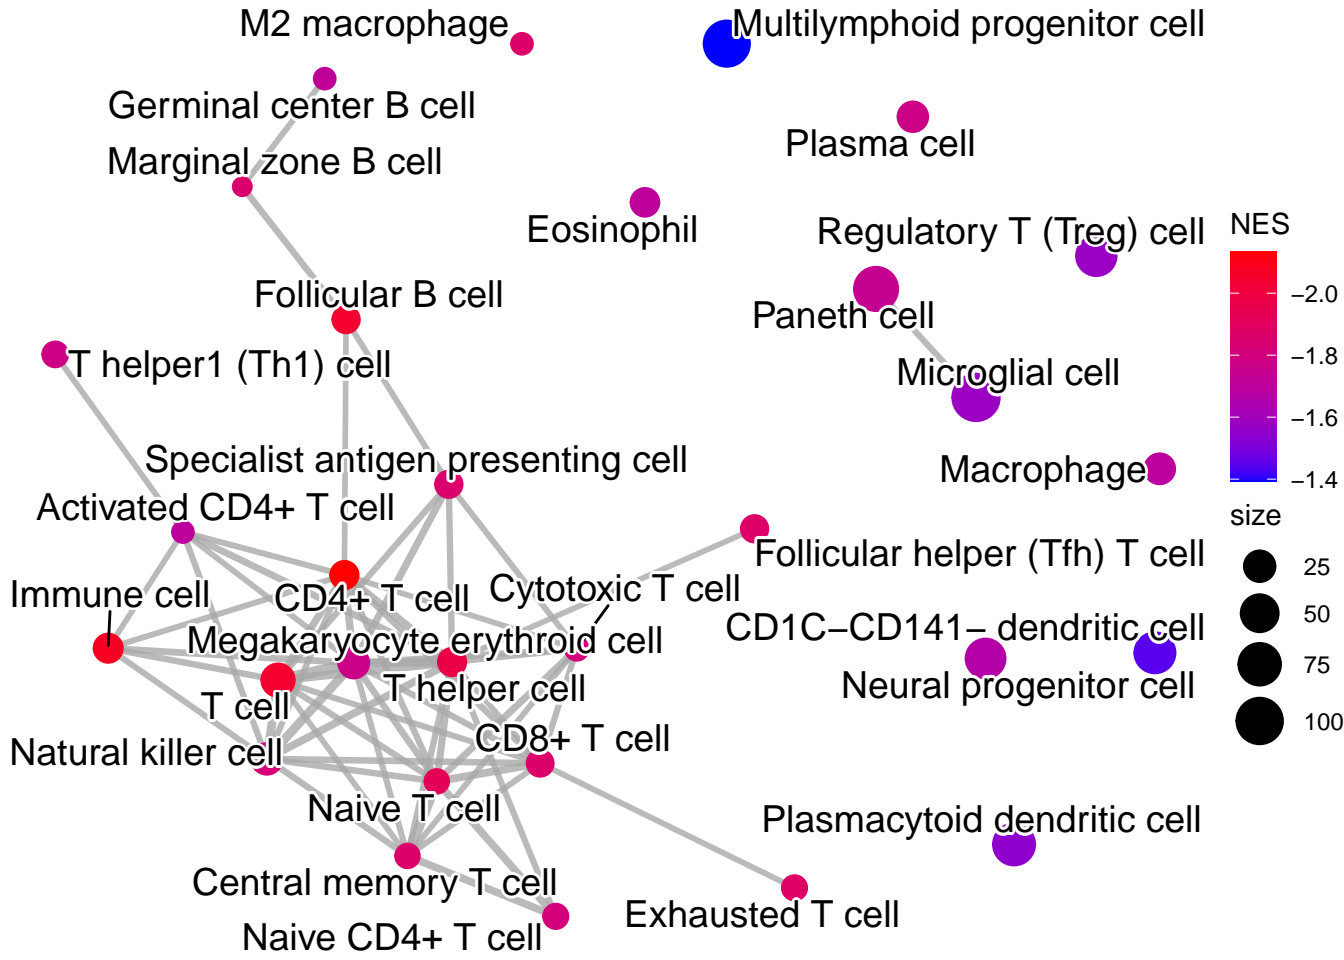 M2 macrophage
Multilymphoid progenitor cell
Germinal center B cell
Plasma cell
Marginal zone B cell
Eosinophil
Regulatory T (Treg) cell
Follicular B cell
Paneth cell
T helper1 (Th1) cell
Microglial cell
Specialist antigen presenting cell
Macrophage
Activated CD4+ T cell
Follicular helper (Tfh) T cell
Immune cell
CD4+ T cell
Cytotoxic T cell
Megakaryocyte erythroid cell
CD1C−CD141− dendritic cell
T helper cell
Neural progenitor cell
T cell
CD8+ T cell
Natural killer cell
Naive T cell
Plasmacytoid dendritic cell
Central memory T cell
Exhausted T cell
Naive CD4+ T cell
NES
−2.0
−1.8
−1.6
−1.4
size
25
50
75
100